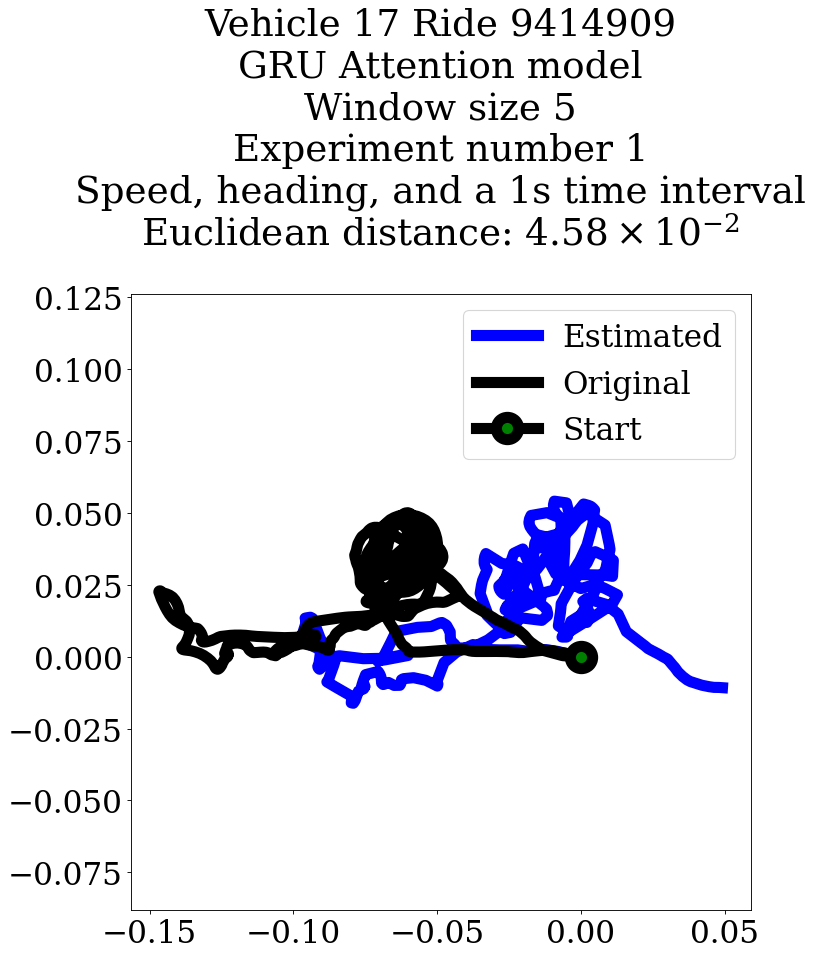 Vehicle 17 Ride 9414909
GRU Attention model
Window size 5
Experiment number 1
Speed, heading, and a 1s time interval
Euclidean distance: 4.58 × 10⁻²
0.125
0.100
0.075
0.050
0.025
0.000
−0.025
−0.050
−0.075
Estimated
Original
Start
−0.15 −0.10 −0.05 0.00 0.05